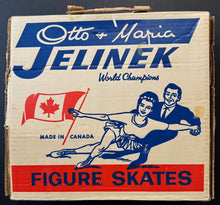 Otto + Maria
JELINEK
World Champions
MADE IN CANADA
FIGURE SKATES